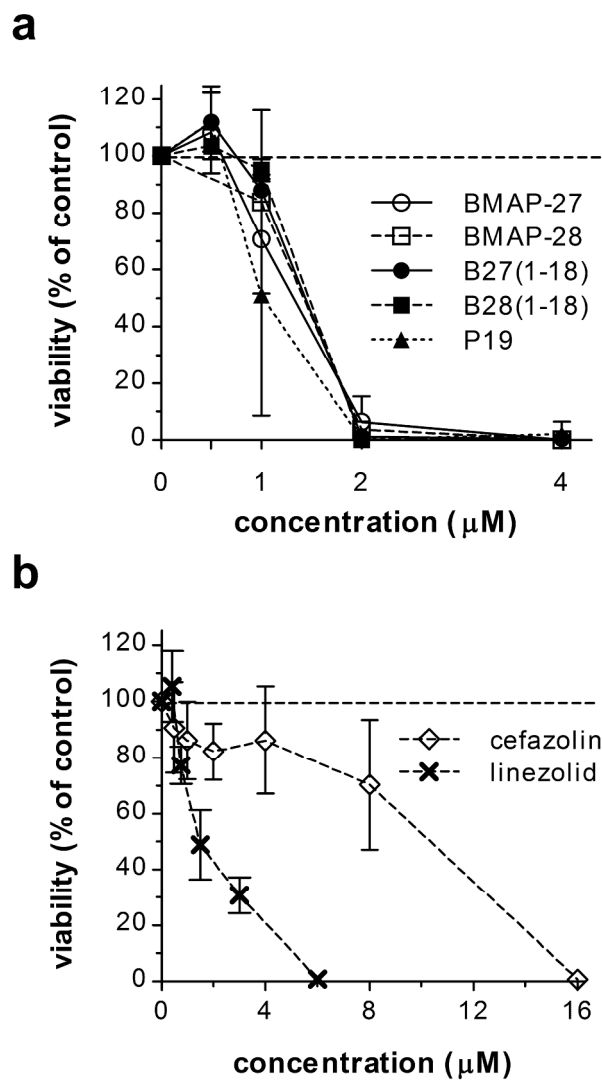 a
viability (% of control)
120
100
80
60
40
20
0
BMAP-27
BMAP-28
B27(1-18)
B28(1-18)
P19
0 1 2 4
concentration (μM)
b
viability (% of control)
120
100
80
60
40
20
0
cefazolin
linezolid
0 4 8 12 16
concentration (μM)